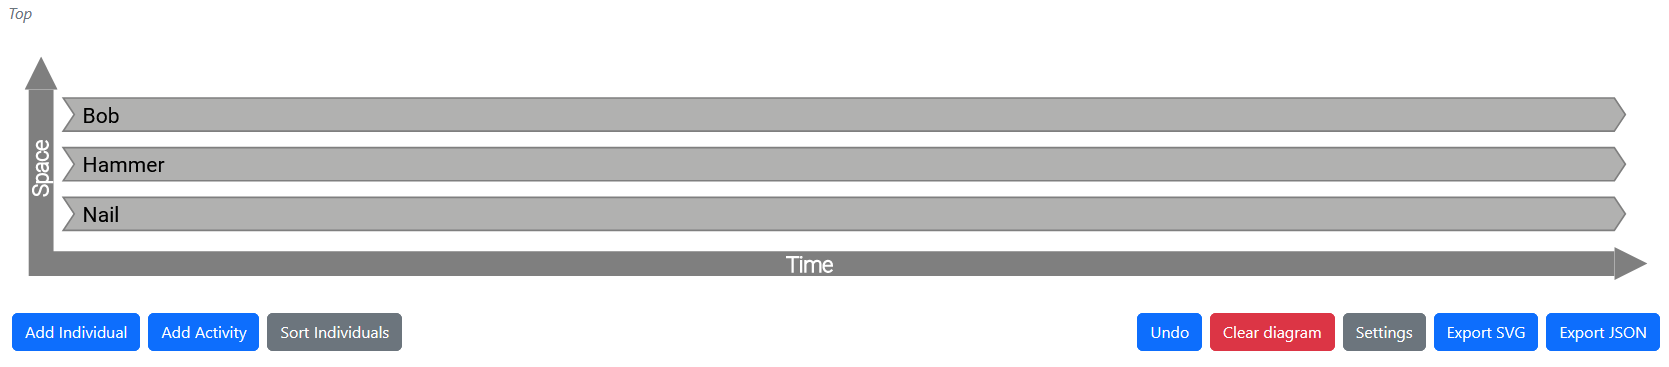 Top
Space
Bob
Hammer
Nail
Time
Add Individual Add Activity Sort Individuals Undo Clear diagram Settings Export SVG Export JSON